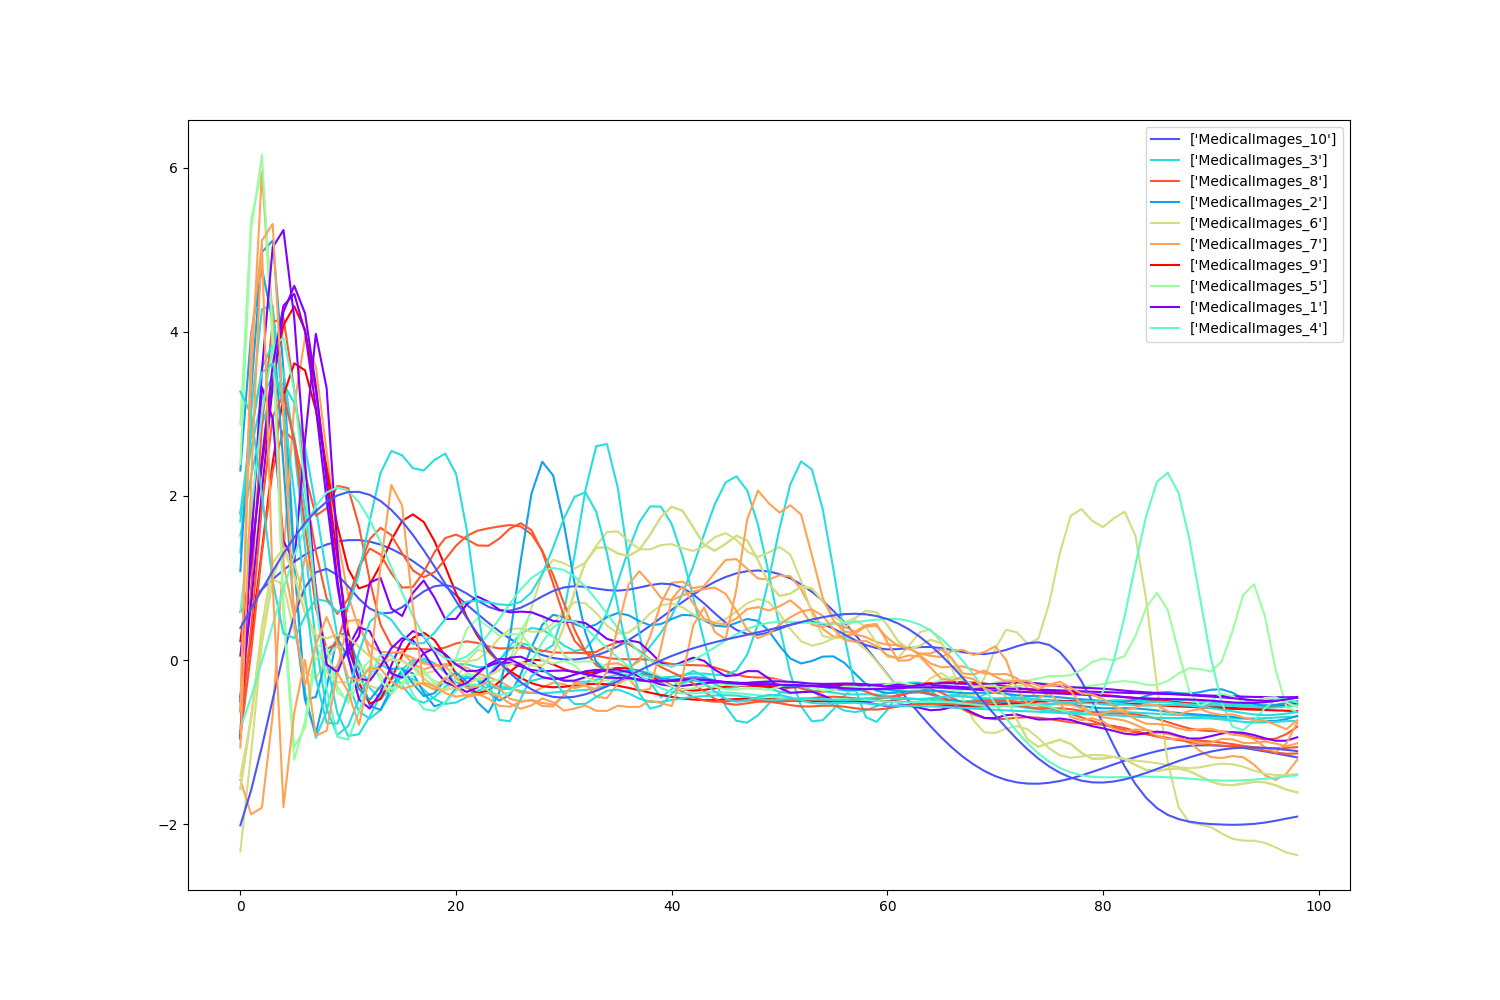 ['MedicalImages_10']
['MedicalImages_3']
['MedicalImages_8']
['MedicalImages_2']
['MedicalImages_6']
['MedicalImages_7']
['MedicalImages_9']
['MedicalImages_5']
['MedicalImages_1']
['MedicalImages_4']
6
4
2
0
−2
0 20 40 60 80 100